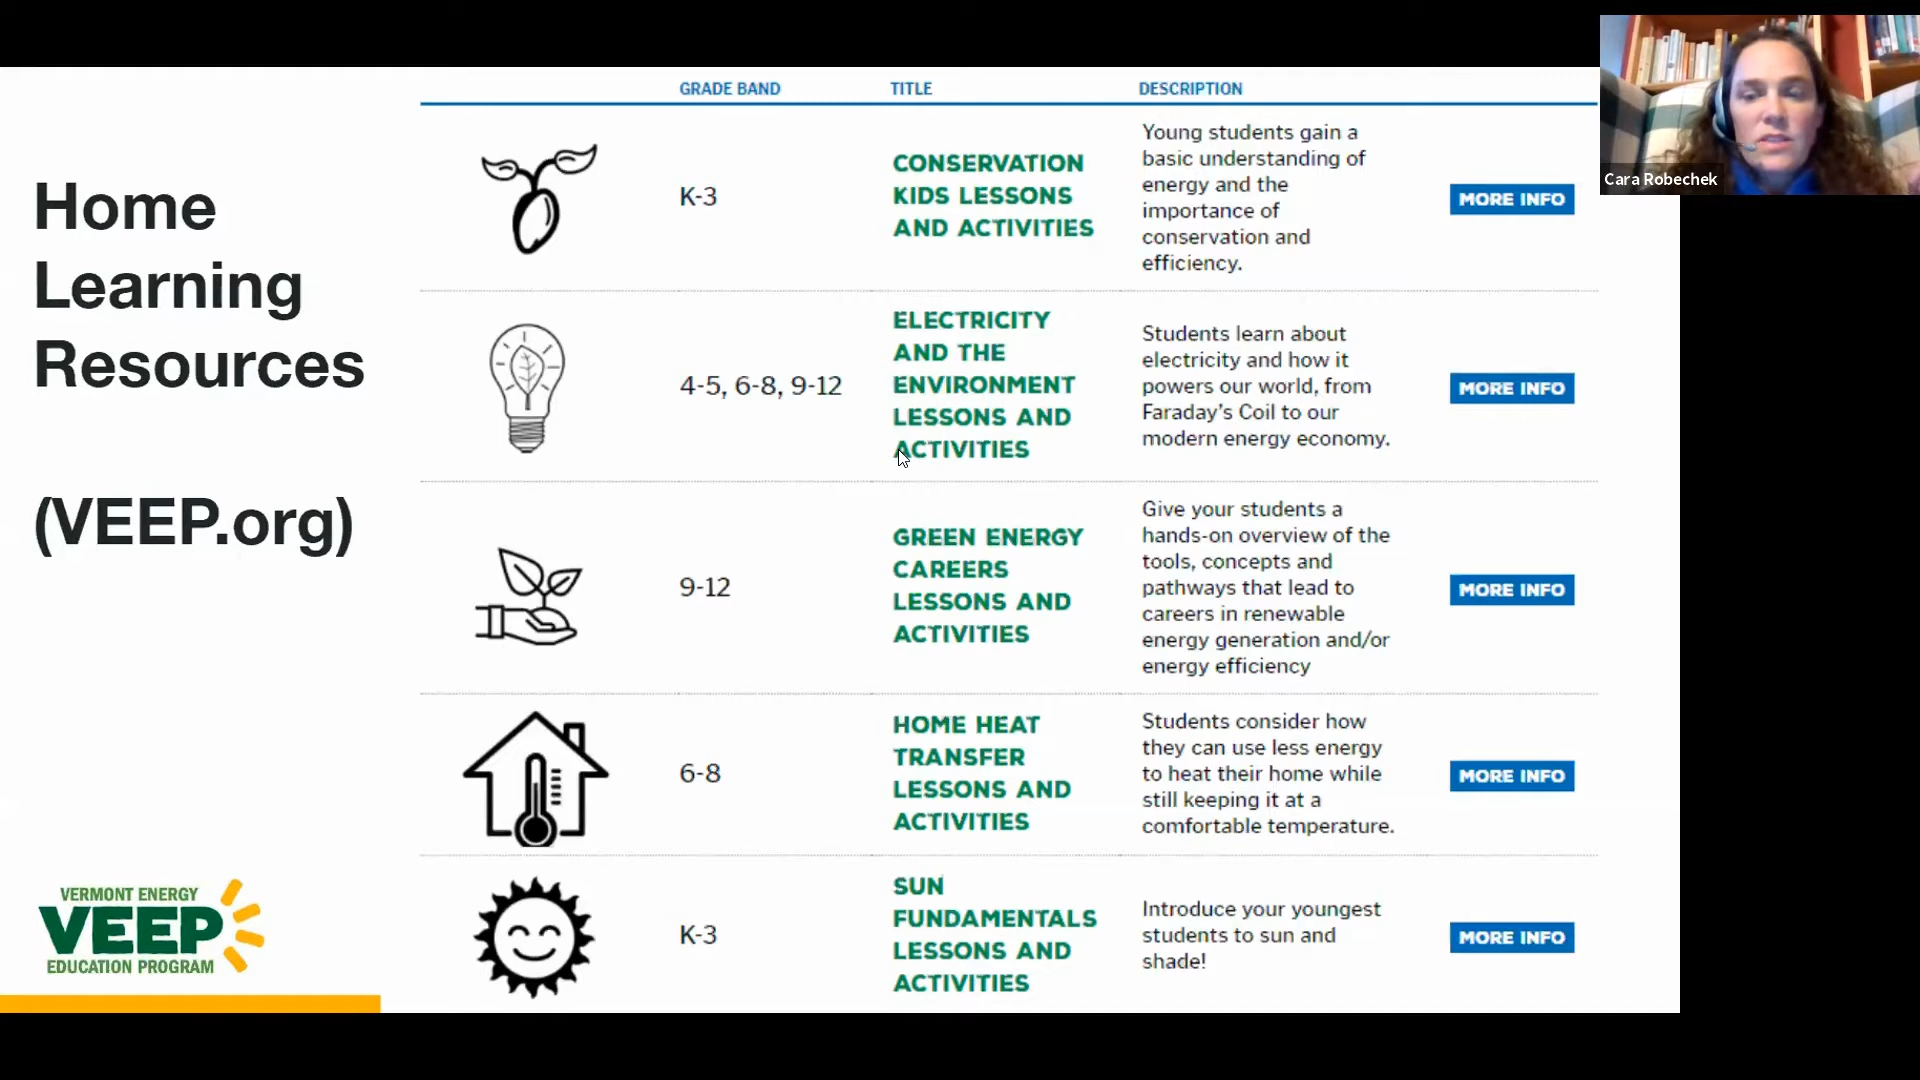 Home
Learning
Resources
(VEEP.org)
VERMONT ENERGY
VEEP
EDUCATION PROGRAM
GRADE BAND TITLE DESCRIPTION
K-3
CONSERVATION
KIDS LESSONS
AND ACTIVITIES
Young students gain a
basic understanding of
energy and the
importance of
conservation and
efficiency.
MORE INFO
4-5, 6-8, 9-12
ELECTRICITY
AND THE
ENVIRONMENT
LESSONS AND
ACTIVITIES
Students learn about
electricity and how it
powers our world, from
Faraday's Coil to our
modern energy economy.
MORE INFO
9-12
GREEN ENERGY
CAREERS
LESSONS AND
ACTIVITIES
Give your students a
hands-on overview of the
tools, concepts and
pathways that lead to
careers in renewable
energy generation and/or
energy efficiency
MORE INFO
6-8
HOME HEAT
TRANSFER
LESSONS AND
ACTIVITIES
Students consider how
they can use less energy
to heat their home while
still keeping it at a
comfortable temperature.
MORE INFO
K-3
SUN
FUNDAMENTALS
LESSONS AND
ACTIVITIES
Introduce your youngest
students to sun and
shade!
MORE INFO
Cara Robechek